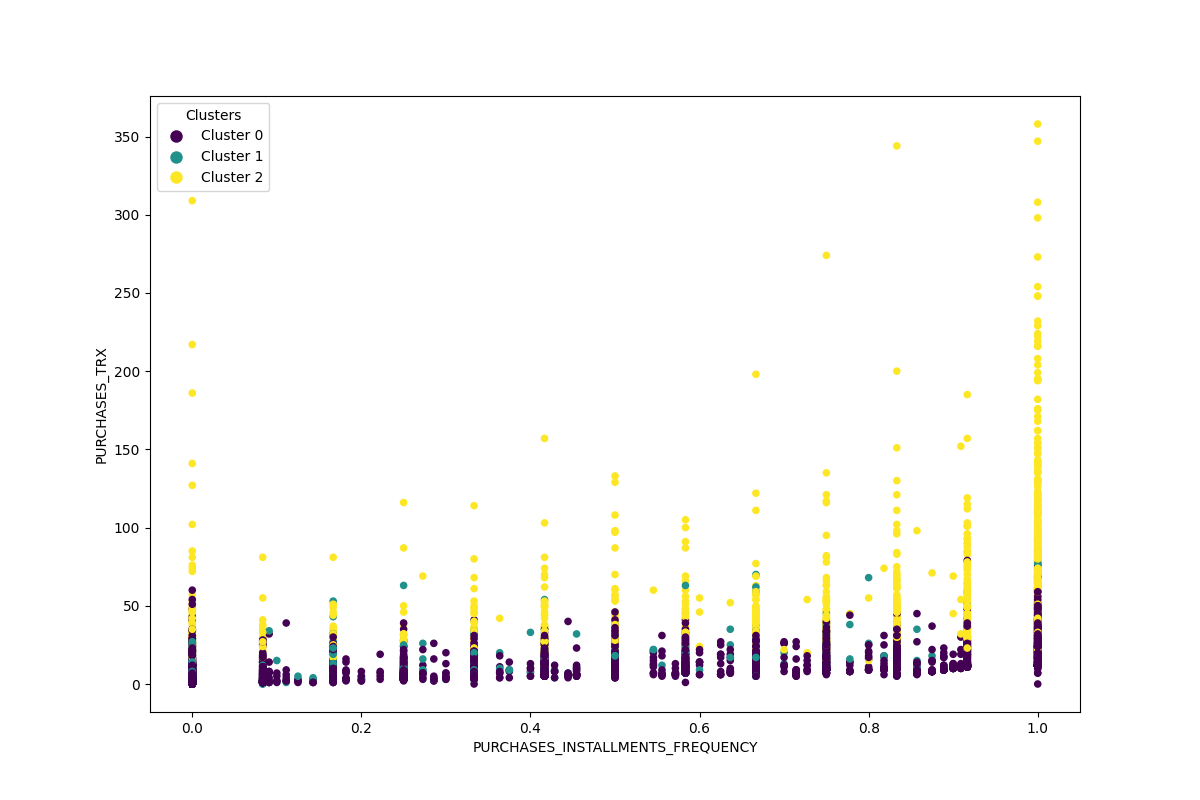 Clusters
Cluster 0
Cluster 1
Cluster 2
350
300
250
200
150
100
50
0
PURCHASES_TRX
0.0 0.2 0.4 0.6 0.8 1.0
PURCHASES_INSTALLMENTS_FREQUENCY